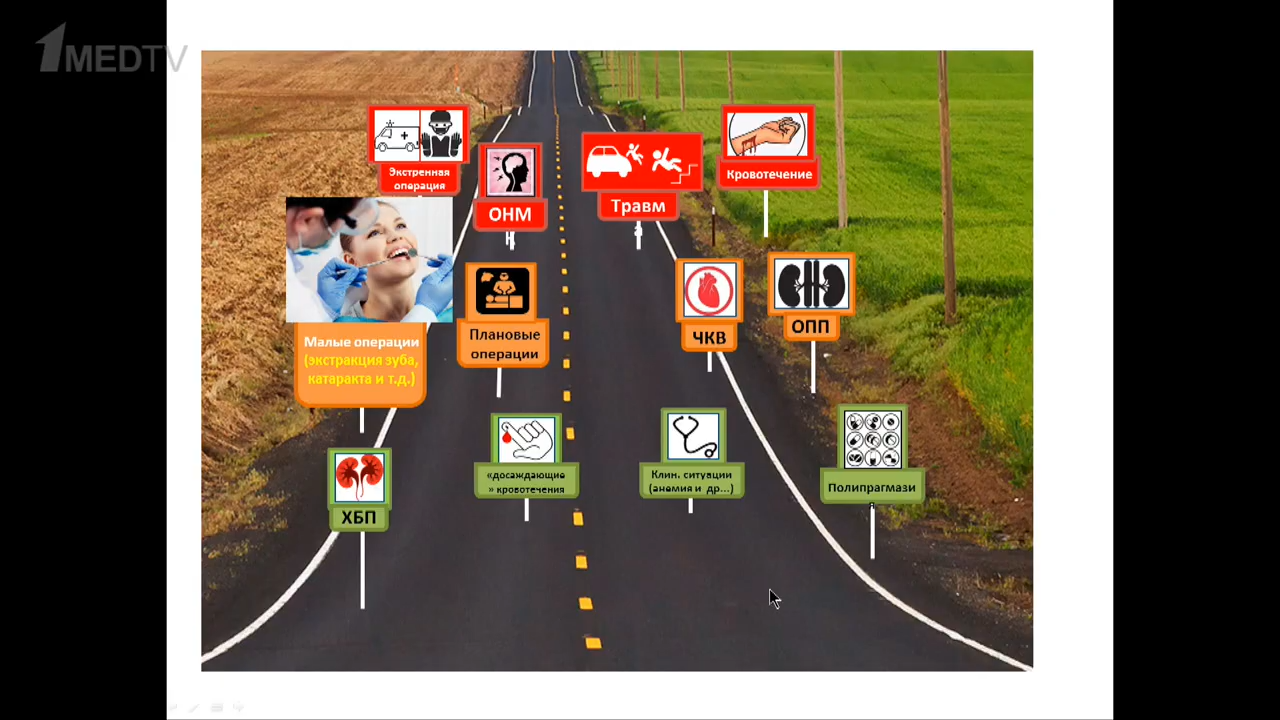 1MEDTV
Экстренная
операция
ОНМ
Травм
Кровотечение
Малые операции
(экстракция зуба,
катаракта и т.д.)
Плановые
операции
ЧКВ
ОПП
ХБП
«досаждающие
» кровотечения
Клин. ситуации
(анемия и др...)
Полипрагмази